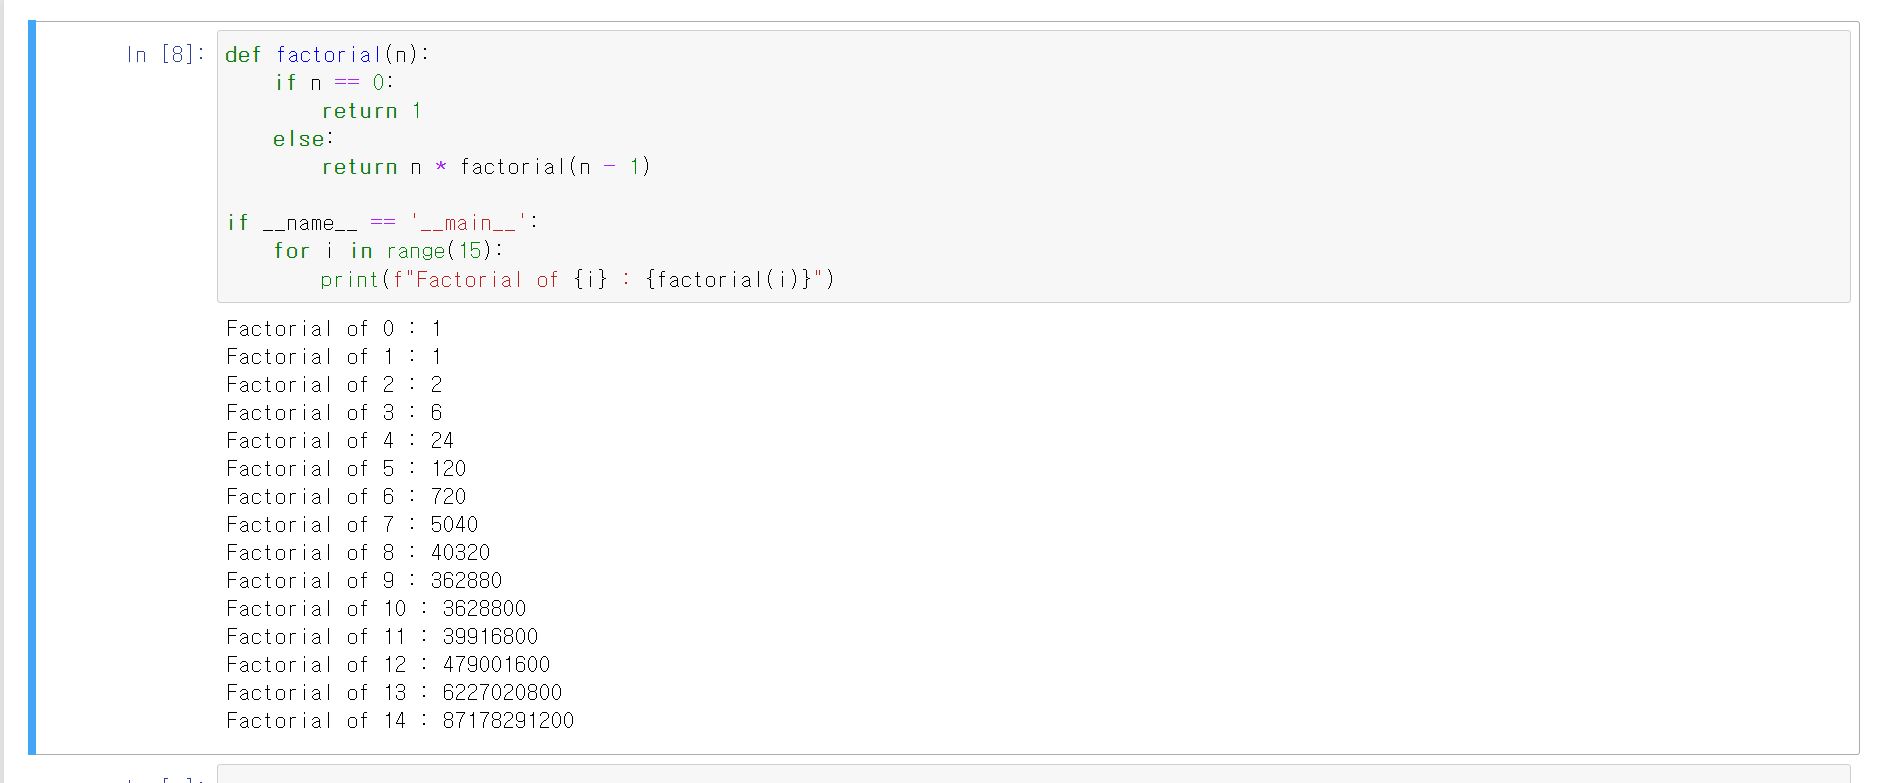 In [8]:
def factorial(n):
    if n == 0:
        return 1
    else:
        return n * factorial(n - 1)

if __name__ == '__main__':
    for i in range(15):
        print(f"Factorial of {i} : {factorial(i)}")
Factorial of 0 : 1
Factorial of 1 : 1
Factorial of 2 : 2
Factorial of 3 : 6
Factorial of 4 : 24
Factorial of 5 : 120
Factorial of 6 : 720
Factorial of 7 : 5040
Factorial of 8 : 40320
Factorial of 9 : 362880
Factorial of 10 : 3628800
Factorial of 11 : 39916800
Factorial of 12 : 479001600
Factorial of 13 : 6227020800
Factorial of 14 : 87178291200